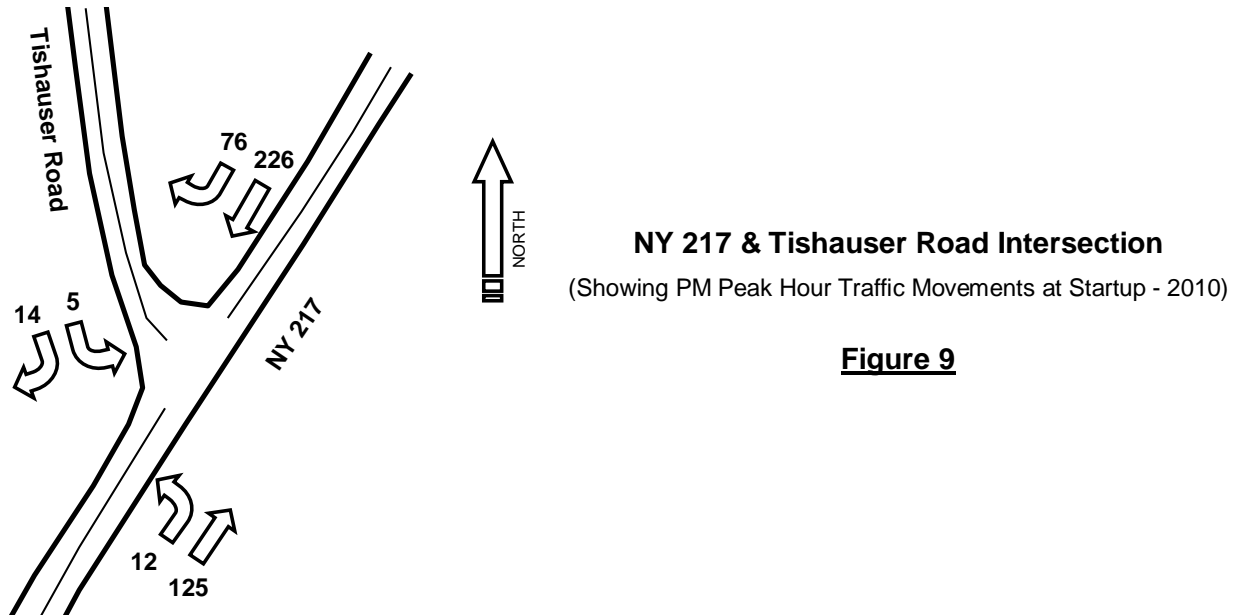 Tishauser Road
76
226
NORTH
NY 217 & Tishauser Road Intersection
(Showing PM Peak Hour Traffic Movements at Startup - 2010)
Figure 9
14
5
NY 217
12
125